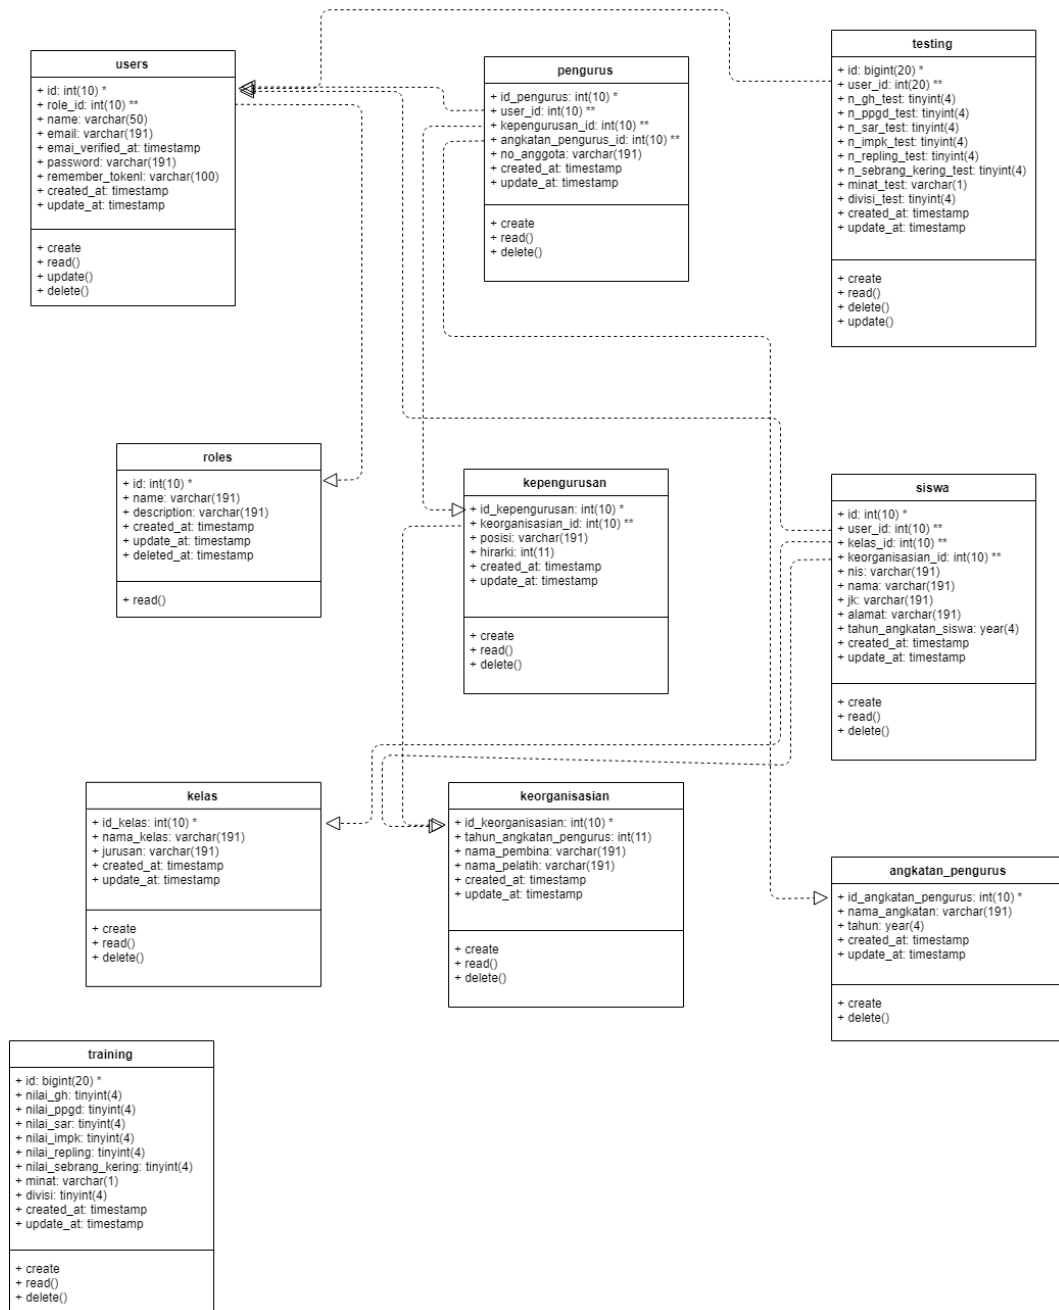 users
+ id: int(10) *
+ role_id: int(10) **
+ name: varchar(50)
+ email: varchar(191)
+ emai_verified_at: timestamp
+ password: varchar(191)
+ remember_tokenl: varchar(100)
+ created_at: timestamp
+ update_at: timestamp
+ create
+ read()
+ update()
+ delete()
pengurus
+ id_pengurus: int(10) *
+ user_id: int(10) **
+ kepengurusan_id: int(10) **
+ angkatan_pengurus_id: int(10) **
+ no_anggota: varchar(191)
+ created_at: timestamp
+ update_at: timestamp
+ create
+ read()
+ delete()
testing
+ id: bigint(20) *
+ user_id: int(20) **
+ n_gh_test: tinyint(4)
+ n_ppgd_test: tinyint(4)
+ n_sar_test: tinyint(4)
+ n_impk_test: tinyint(4)
+ n_repling_test: tinyint(4)
+ n_sebrang_kering_test: tinyint(4)
+ minat_test: varchar(1)
+ divisi_test: tinyint(4)
+ created_at: timestamp
+ update_at: timestamp
+ create
+ read()
+ delete()
+ update()
roles
+ id: int(10) *
+ name: varchar(191)
+ description: varchar(191)
+ created_at: timestamp
+ update_at: timestamp
+ deleted_at: timestamp
+ read()
kepengurusan
+ id_kepengurusan: int(10) *
+ keorganisasian_id: int(10) **
+ posisi: varchar(191)
+ hirarki: int(11)
+ created_at: timestamp
+ update_at: timestamp
+ create
+ read()
+ delete()
siswa
+ id: int(10) *
+ user_id: int(10) **
+ kelas_id: int(10) **
+ keorganisasian_id: int(10) **
+ nis: varchar(191)
+ nama: varchar(191)
+ jk: varchar(191)
+ alamat: varchar(191)
+ tahun_angkatan_siswa: year(4)
+ created_at: timestamp
+ update_at: timestamp
+ create
+ read()
+ delete()
kelas
+ id_kelas: int(10) *
+ nama_kelas: varchar(191)
+ jurusan: varchar(191)
+ created_at: timestamp
+ update_at: timestamp
+ create
+ read()
+ delete()
keorganisasian
+ id_keorganisasian: int(10) *
+ tahun_angkatan_pengurus: int(11)
+ nama_pembina: varchar(191)
+ nama_pelatih: varchar(191)
+ created_at: timestamp
+ update_at: timestamp
+ create
+ read()
+ delete()
angkatan_pengurus
+ id_angkatan_pengurus: int(10) *
+ nama_angkatan: varchar(191)
+ tahun: year(4)
+ created_at: timestamp
+ update_at: timestamp
+ create
+ delete()
training
+ id: bigint(20) *
+ nilai_gh: tinyint(4)
+ nilai_ppgd: tinyint(4)
+ nilai_sar: tinyint(4)
+ nilai_impk: tinyint(4)
+ nilai_repling: tinyint(4)
+ nilai_sebrang_kering: tinyint(4)
+ minat: varchar(1)
+ divisi: tinyint(4)
+ created_at: timestamp
+ update_at: timestamp
+ create
+ read()
+ delete()